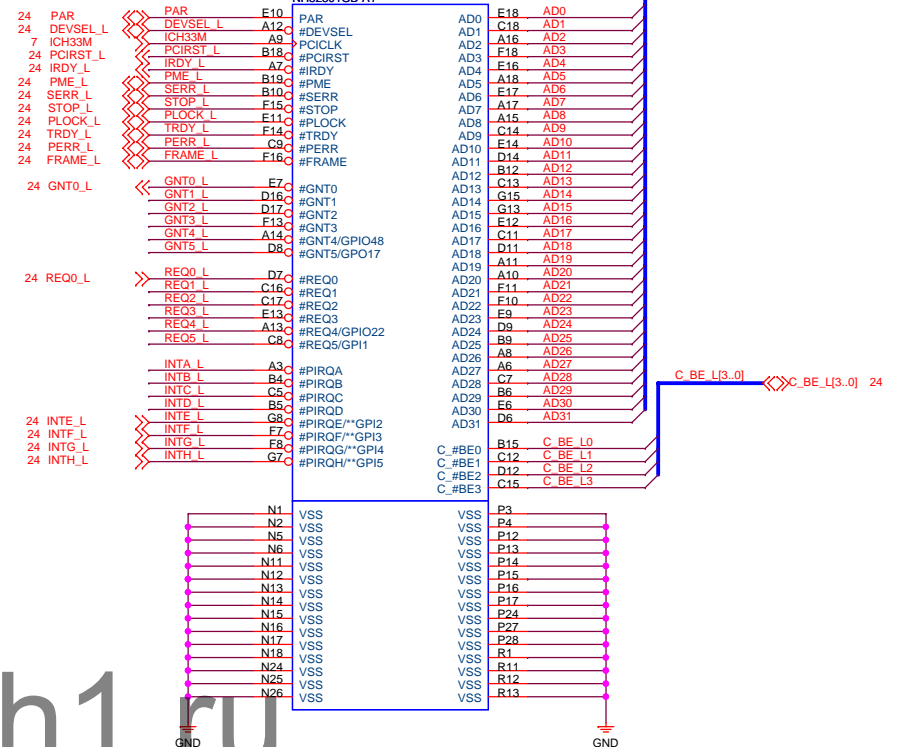 24 PAR PAR E10 PAR AD0 E18 AD0
24 DEVSEL_L DEVSEL_L A12 #DEVSEL AD1 C18 AD1
7 ICH33M ICH33M A9 PCICLK AD2 A16 AD2
24 PCIRST_L PCIRST_L B18 #PCIRST AD3 F18 AD3
24 IRDY_L IRDY_L A7 #IRDY AD4 E16 AD4
24 PME_L PME_L B19 #PME AD5 A18 AD5
24 SERR_L SERR_L B10 #SERR AD6 E17 AD6
24 STOP_L STOP_L F15 #STOP AD7 A17 AD7
24 PLOCK_L PLOCK_L E11 #PLOCK AD8 A15 AD8
24 TRDY_L TRDY_L F14 #TRDY AD9 C14 AD9
24 PERR_L PERR_L C9 #PERR AD10 E14 AD10
24 FRAME_L FRAME_L F16 #FRAME AD11 D14 AD11
AD12 B12 AD12
24 GNT0_L GNT0_L E7 #GNT0 AD13 C13 AD13
GNT1_L D16 #GNT1 AD14 G15 AD14
GNT2_L D17 #GNT2 AD15 G13 AD15
GNT3_L F13 #GNT3 AD16 E12 AD16
GNT4_L A14 #GNT4/GPIO48 AD17 C11 AD17
GNT5_L D8 #GNT5/GPO17 AD18 D11 AD18
AD19 A11 AD19
24 REQ0_L REQ0_L D7 #REQ0 AD20 A10 AD20
REQ1_L C16 #REQ1 AD21 F11 AD21
REQ2_L C17 #REQ2 AD22 F10 AD22
REQ3_L E13 #REQ3 AD23 E9 AD23
REQ4_L A13 #REQ4/GPIO22 AD24 D9 AD24
REQ5_L C8 #REQ5/GPI1 AD25 B9 AD25
AD26 A8 AD26
INTA_L A3 #PIRQA AD27 A6 AD27
INTB_L B4 #PIRQB AD28 C7 AD28 C_BE_L[3..0] C_BE_L[3..0] 24
INTC_L C5 #PIRQC AD29 B6 AD29
INTD_L B5 #PIRQD AD30 E6 AD30
24 INTE_L INTE_L G8 #PIRQE/**GPI2 AD31 D6 AD31
24 INTF_L INTF_L F7 #PIRQF/**GPI3
24 INTG_L INTG_L F8 #PIRQG/**GPI4 C_#BE0 B15 C_BE_L0
24 INTH_L INTH_L G7 #PIRQH/**GPI5 C_#BE1 C12 C_BE_L1
C_#BE2 D12 C_BE_L2
C_#BE3 C15 C_BE_L3
N1 VSS VSS P3
N2 VSS VSS P4
N5 VSS VSS P12
N6 VSS VSS P13
N11 VSS VSS P14
N12 VSS VSS P15
N13 VSS VSS P16
N14 VSS VSS P17
N15 VSS VSS P24
N16 VSS VSS P27
N17 VSS VSS P28
N18 VSS VSS R1
N24 VSS VSS R11
N25 VSS VSS R12
N26 VSS VSS R13
h1.ru
GND GND